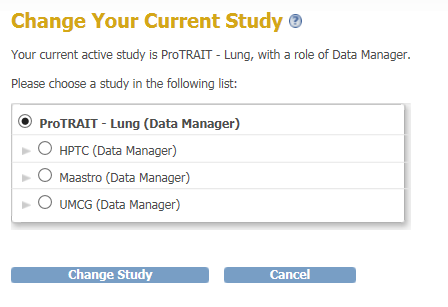 Change Your Current Study ?
Your current active study is ProTRAIT - Lung, with a role of Data Manager.
Please choose a study in the following list:
ProTRAIT - Lung (Data Manager)
HPTC (Data Manager)
Maastro (Data Manager)
UMCG (Data Manager)
Change Study Cancel